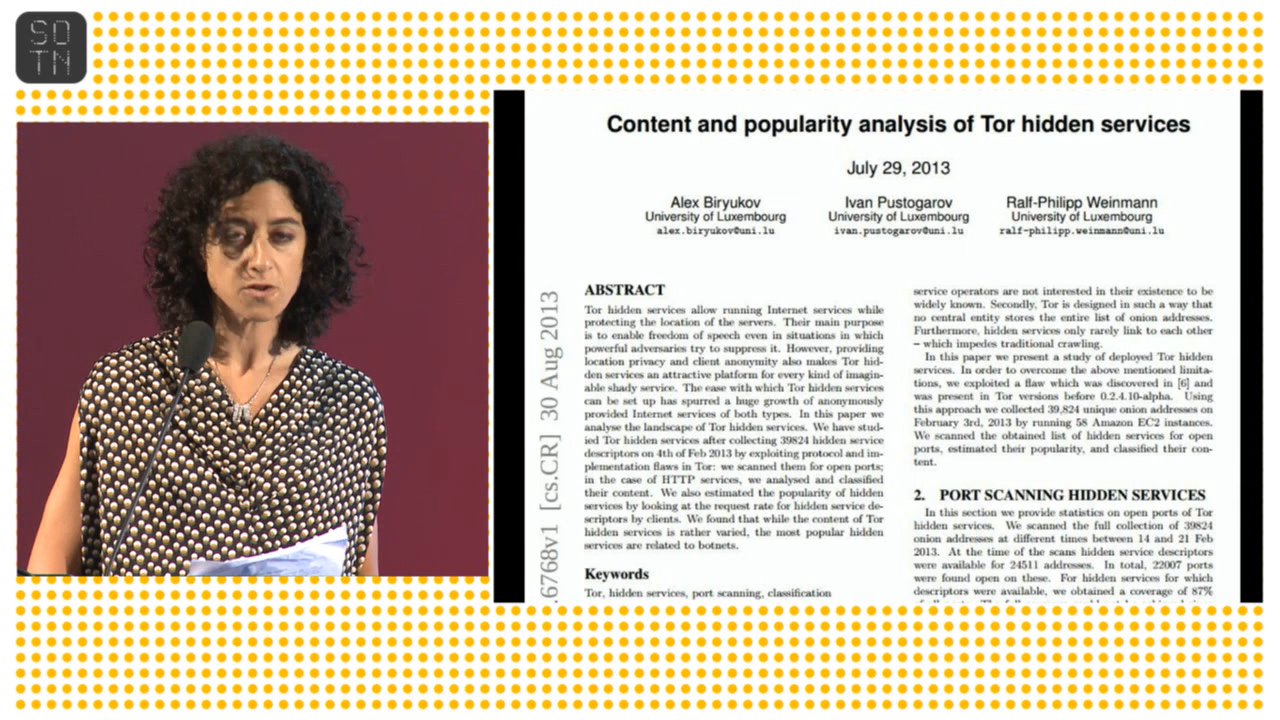 SD
TN
Content and popularity analysis of Tor hidden services
July 29, 2013
Alex Biryukov
University of Luxembourg
alex.biryukov@uni.lu
Ivan Pustogarov
University of Luxembourg
ivan.pustogarov@uni.lu
Ralf-Philipp Weinmann
University of Luxembourg
ralf-philipp.weinmann@uni.lu
.6768v1 [cs.CR] 30 Aug 2013
ABSTRACT
Tor hidden services allow running Internet services while
protecting the location of the servers. Their main purpose
is to enable freedom of speech even in situations in which
powerful adversaries try to suppress it. However, providing
location privacy and client anonymity also makes Tor hid-
den services an attractive platform for every kind of imagin-
able shady service. The ease with which Tor hidden services
can be set up has spurred a huge growth of anonymously
provided Internet services of both types. In this paper we
analyse the landscape of Tor hidden services. We have stud-
ied Tor hidden services after collecting 39824 hidden service
descriptors on 4th of Feb 2013 by exploiting protocol and im-
plementation flaws in Tor: we scanned them for open ports;
in the case of HTTP services, we analysed and classified
their content. We also estimated the popularity of hidden
services by looking at the request rate for hidden service de-
scriptors by clients. We found that while the content of Tor
hidden services is rather varied, the most popular hidden
services are related to botnets.
Keywords
Tor, hidden services, port scanning, classification
service operators are not interested in their existence to be
widely known. Secondly, Tor is designed in such a way that
no central entity stores the entire list of onion addresses.
Furthermore, hidden services only rarely link to each other
– which impedes traditional crawling.
In this paper we present a study of deployed Tor hidden
services. In order to overcome the above mentioned limita-
tions, we exploited a flaw which was discovered in [6] and
was present in Tor versions before 0.2.4.10-alpha. Using
this approach we collected 39,824 unique onion addresses on
February 3rd, 2013 by running 58 Amazon EC2 instances.
We scanned the obtained list of hidden services for open
ports, estimated their popularity, and classified their con-
tent.
2. PORT SCANNING HIDDEN SERVICES
In this section we provide statistics on open ports of Tor
hidden services. We scanned the full collection of 39824
onion addresses at different times between 14 and 21 Feb
2013. At the time of the scans hidden service descriptors
were available for 24511 addresses. In total, 22007 ports
were found open on these. For hidden services for which
descriptors were available, we obtained a coverage of 87%